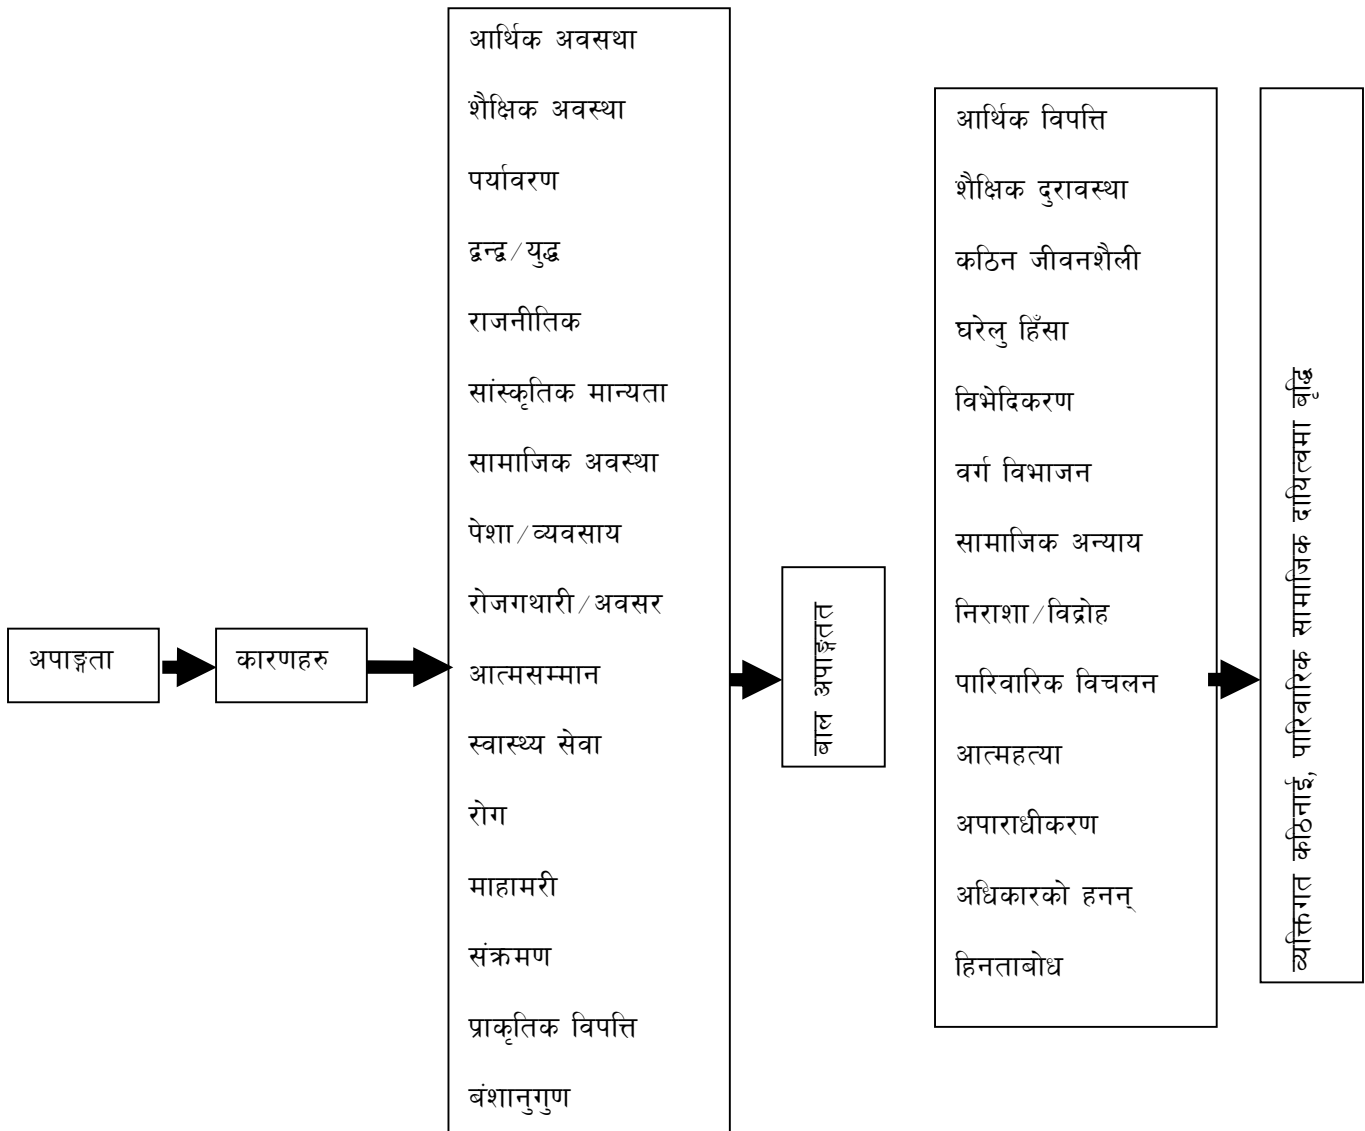 अपाङ्गता
कारणहरु
आर्थिक अवसथा
शैक्षिक अवस्था
पर्यावरण
द्वन्द्व/युद्ध
राजनीतिक
सांस्कृतिक मान्यता
सामाजिक अवस्था
पेशा/व्यवसाय
रोजगथारी/अवसर
आत्मसम्मान
स्वास्थ्य सेवा
रोग
माहामरी
संक्रमण
प्राकृतिक विपत्ति
बंशानुगुण
बाल अपाङ्गतत
आर्थिक विपत्ति
शैक्षिक दुरावस्था
कठिन जीवनशैली
घरेलु हिँसा
विभेदिकरण
वर्ग विभाजन
सामाजिक अन्याय
निराशा/विद्रोह
पारिवारिक विचलन
आत्महत्या
अपाराधीकरण
अधिकारको हनन्
हिनताबोध
व्यक्तिगत कठिनाई, पारिवारिक सामाजिक दायित्वमा बृद्धि